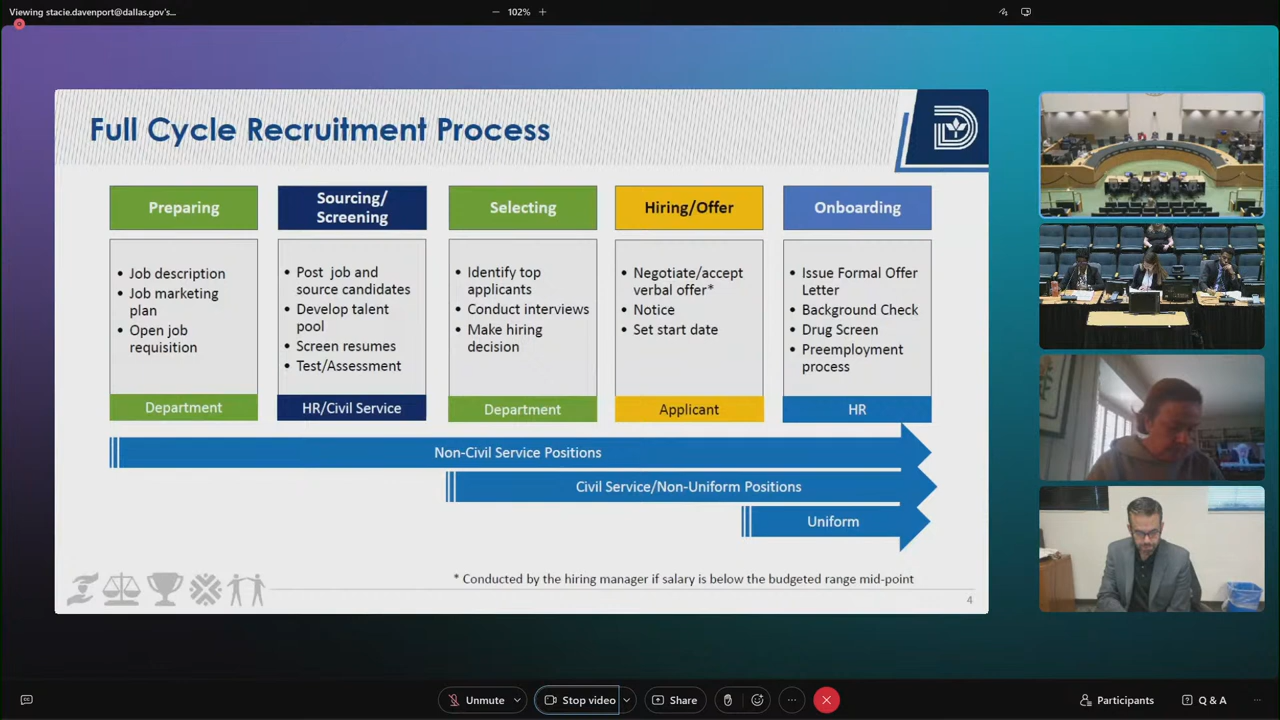 Viewing stacie.davenport@dallas.gov's...
102%
Full Cycle Recruitment Process
Preparing
• Job description
• Job marketing
plan
• Open job
requisition
Department
Sourcing/
Screening
• Post job and
source candidates
• Develop talent
pool
• Screen resumes
• Test/Assessment
HR/Civil Service
Selecting
• Identify top
applicants
• Conduct interviews
• Make hiring
decision
Department
Hiring/Offer
• Negotiate/accept
verbal offer*
• Notice
• Set start date
Applicant
Onboarding
• Issue Formal Offer
Letter
• Background Check
• Drug Screen
• Preemployment
process
HR
Non-Civil Service Positions
Civil Service/Non-Uniform Positions
Uniform
* Conducted by the hiring manager if salary is below the budgeted range mid-point
4
Unmute
Stop video
Share
Participants
Q & A